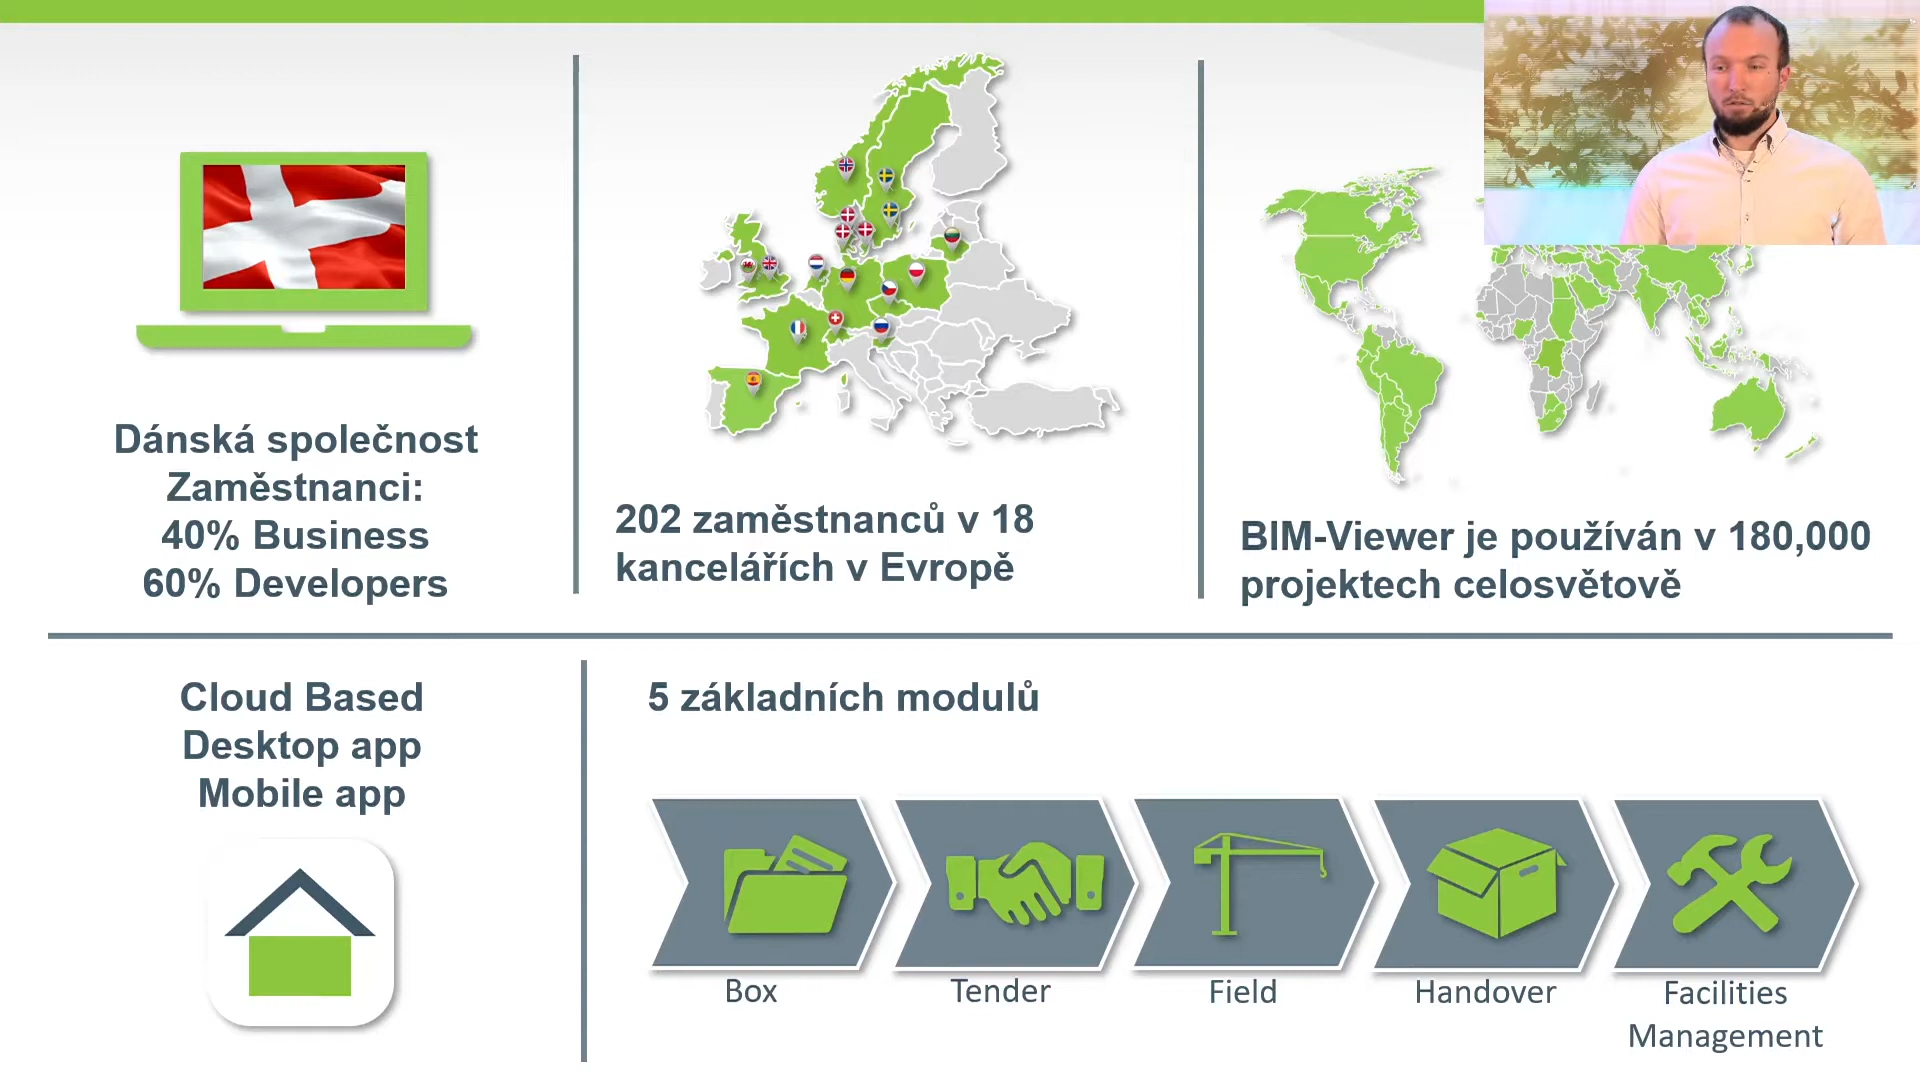 Dánská společnost
Zaměstnanci:
40% Business
60% Developers
202 zaměstnanců v 18
kancelářích v Evropě
BIM-Viewer je používán v 180,000
projektech celosvětově
Cloud Based
Desktop app
Mobile app
5 základních modulů
Box
Tender
Field
Handover
Facilities
Management